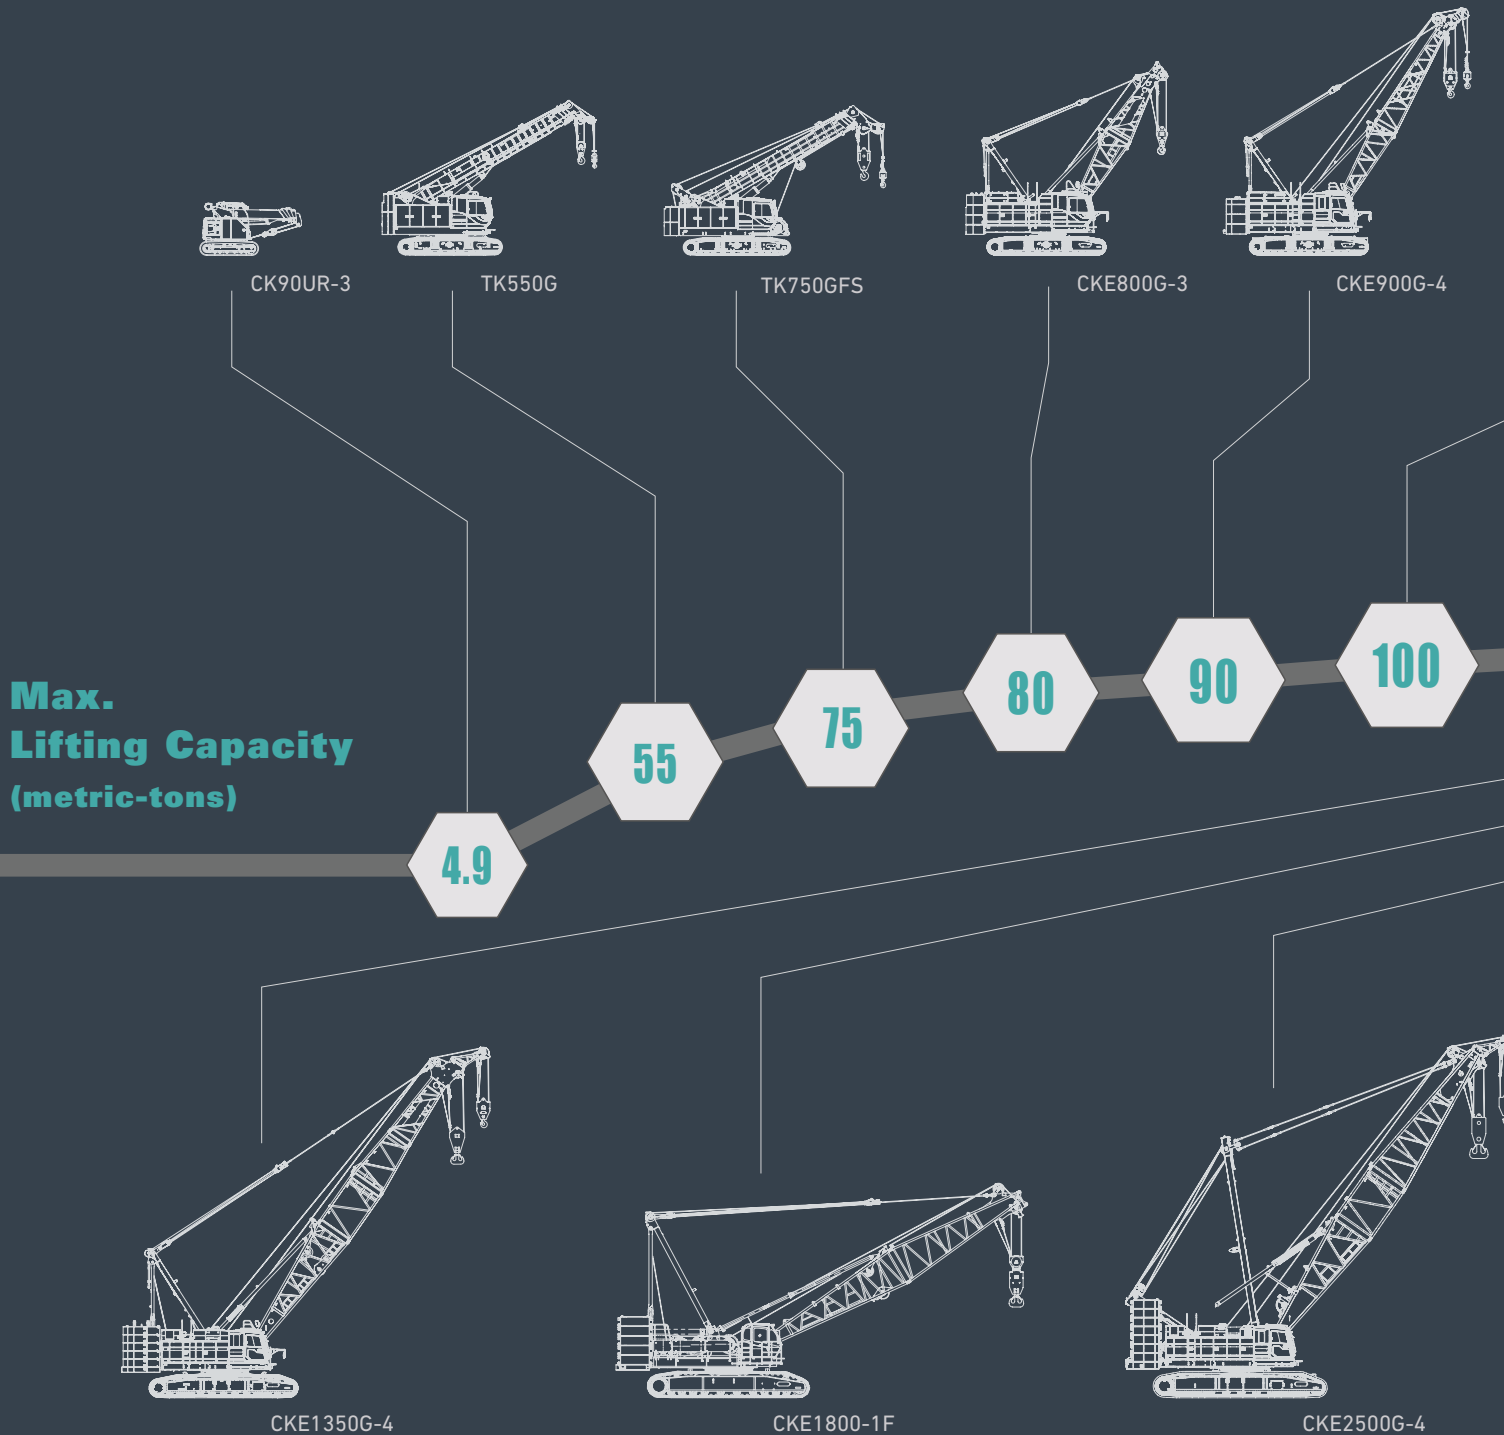 CK90UR-3
TK550G
TK750GFS
CKE800G-3
CKE900G-4
100
90
80
75
55
4.9
Max.
Lifting Capacity
(metric-tons)
CKE1350G-4
CKE1800-1F
CKE2500G-4